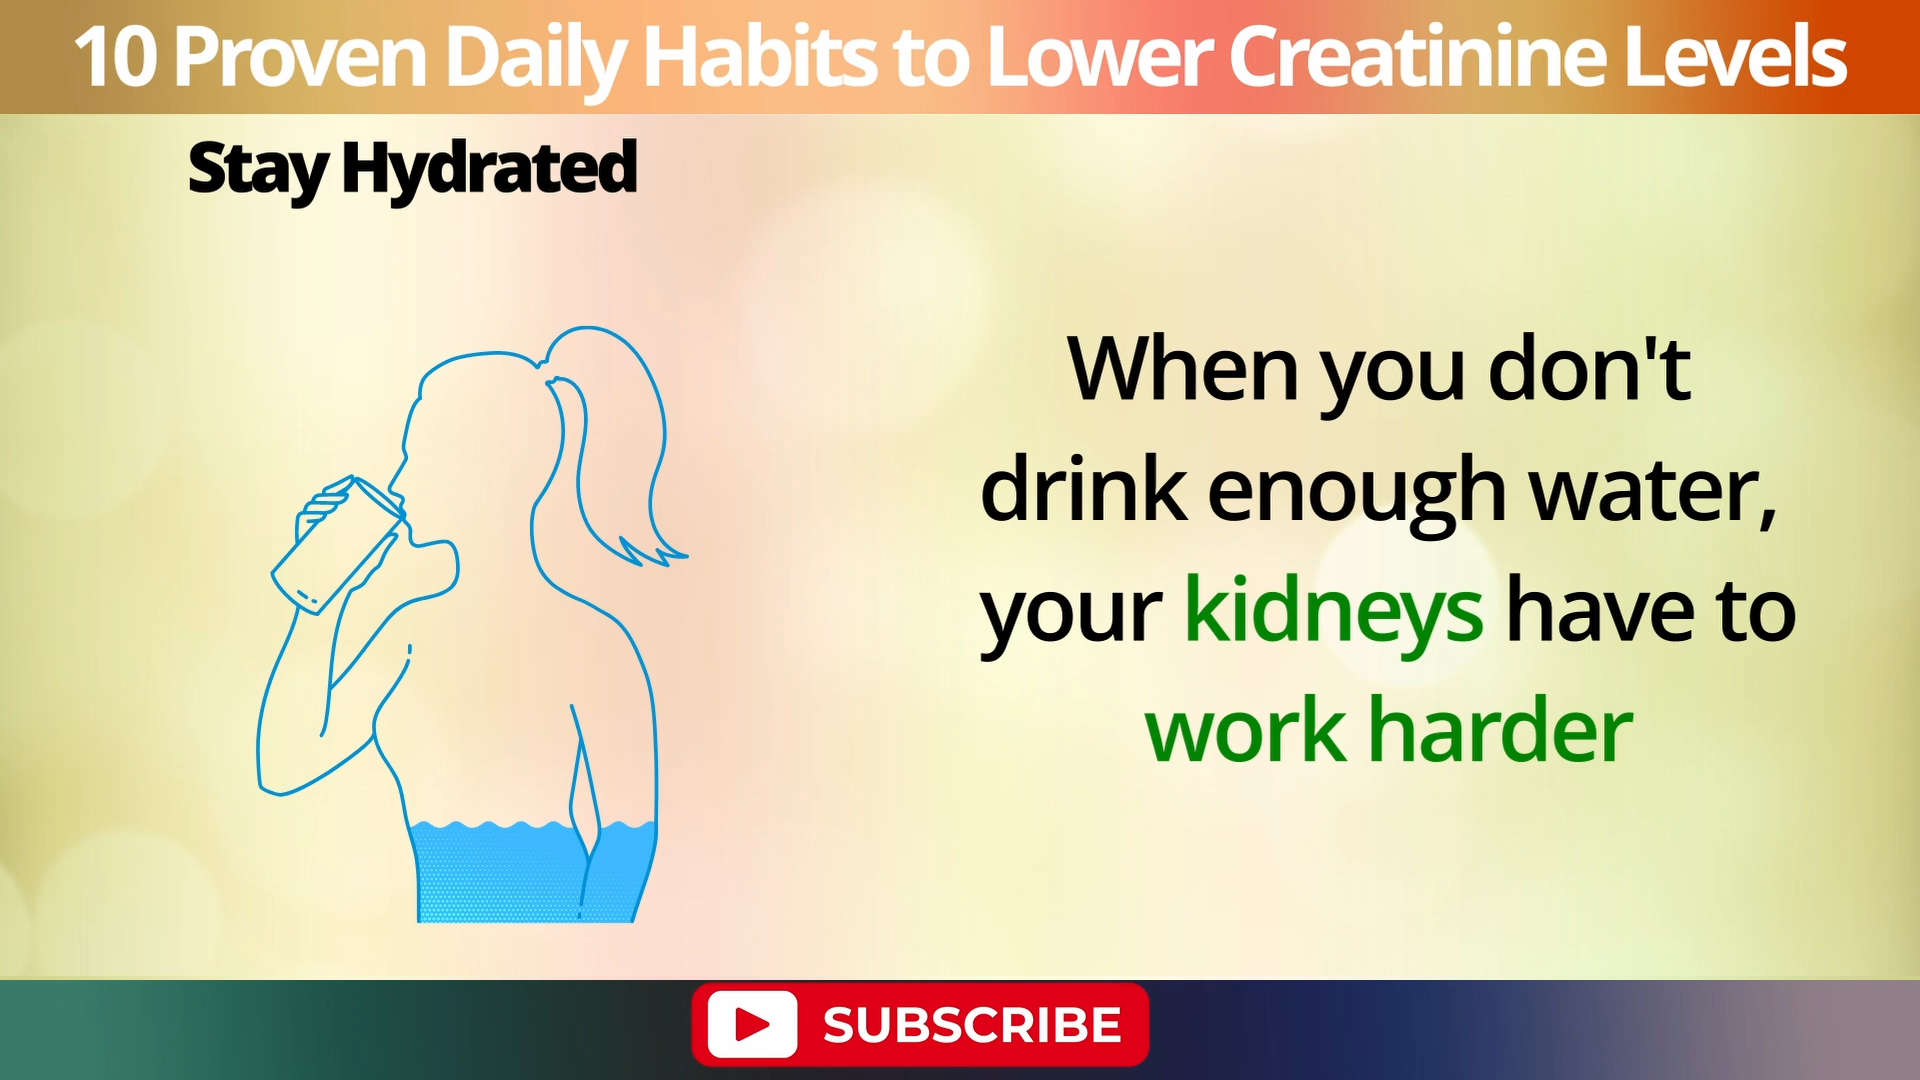 10 Proven Daily Habits to Lower Creatinine Levels
Stay Hydrated
When you don't
drink enough water,
your kidneys have to
work harder
SUBSCRIBE